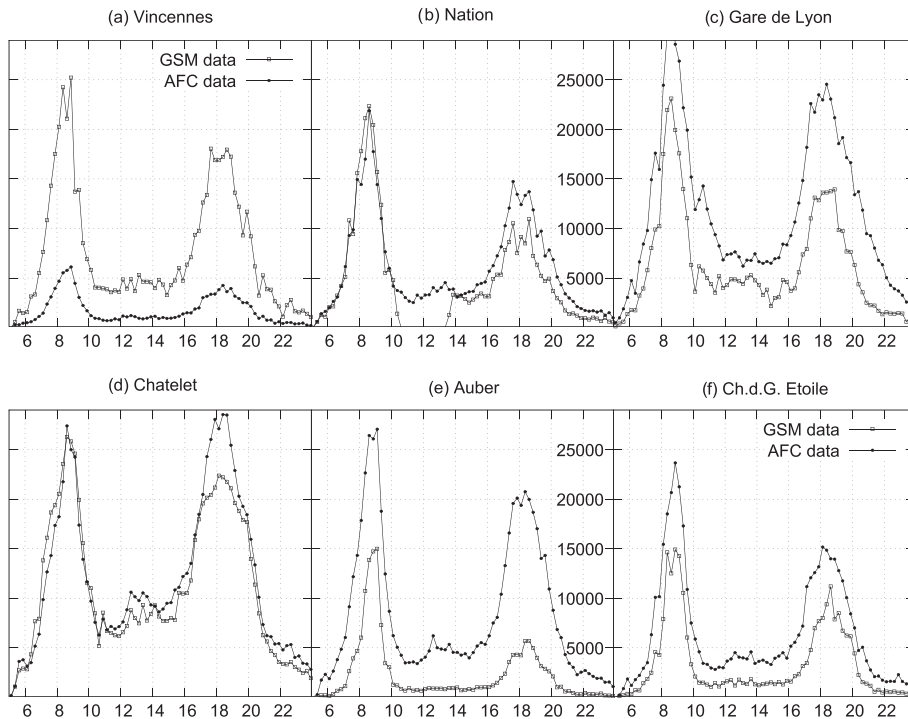 (a) Vincennes
(b) Nation
(c) Gare de Lyon
GSM data
AFC data
25000
20000
15000
10000
5000
6 8 10 12 14 16 18 20 22
6 8 10 12 14 16 18 20 22
6 8 10 12 14 16 18 20 22
(d) Chatelet
(e) Auber
(f) Ch.d.G. Etoile
GSM data
AFC data
25000
20000
15000
10000
5000
6 8 10 12 14 16 18 20 22
6 8 10 12 14 16 18 20 22
6 8 10 12 14 16 18 20 22